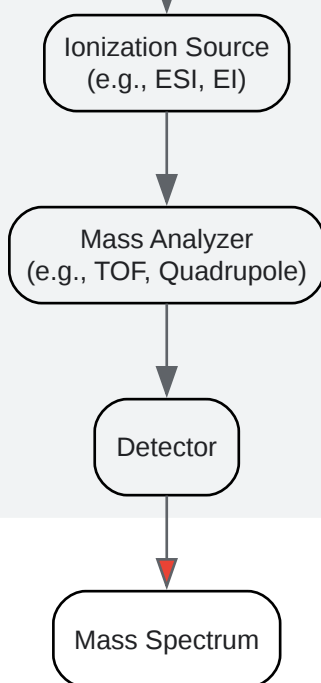 Ionization Source
(e.g., ESI, EI)
Mass Analyzer
(e.g., TOF, Quadrupole)
Detector
Mass Spectrum